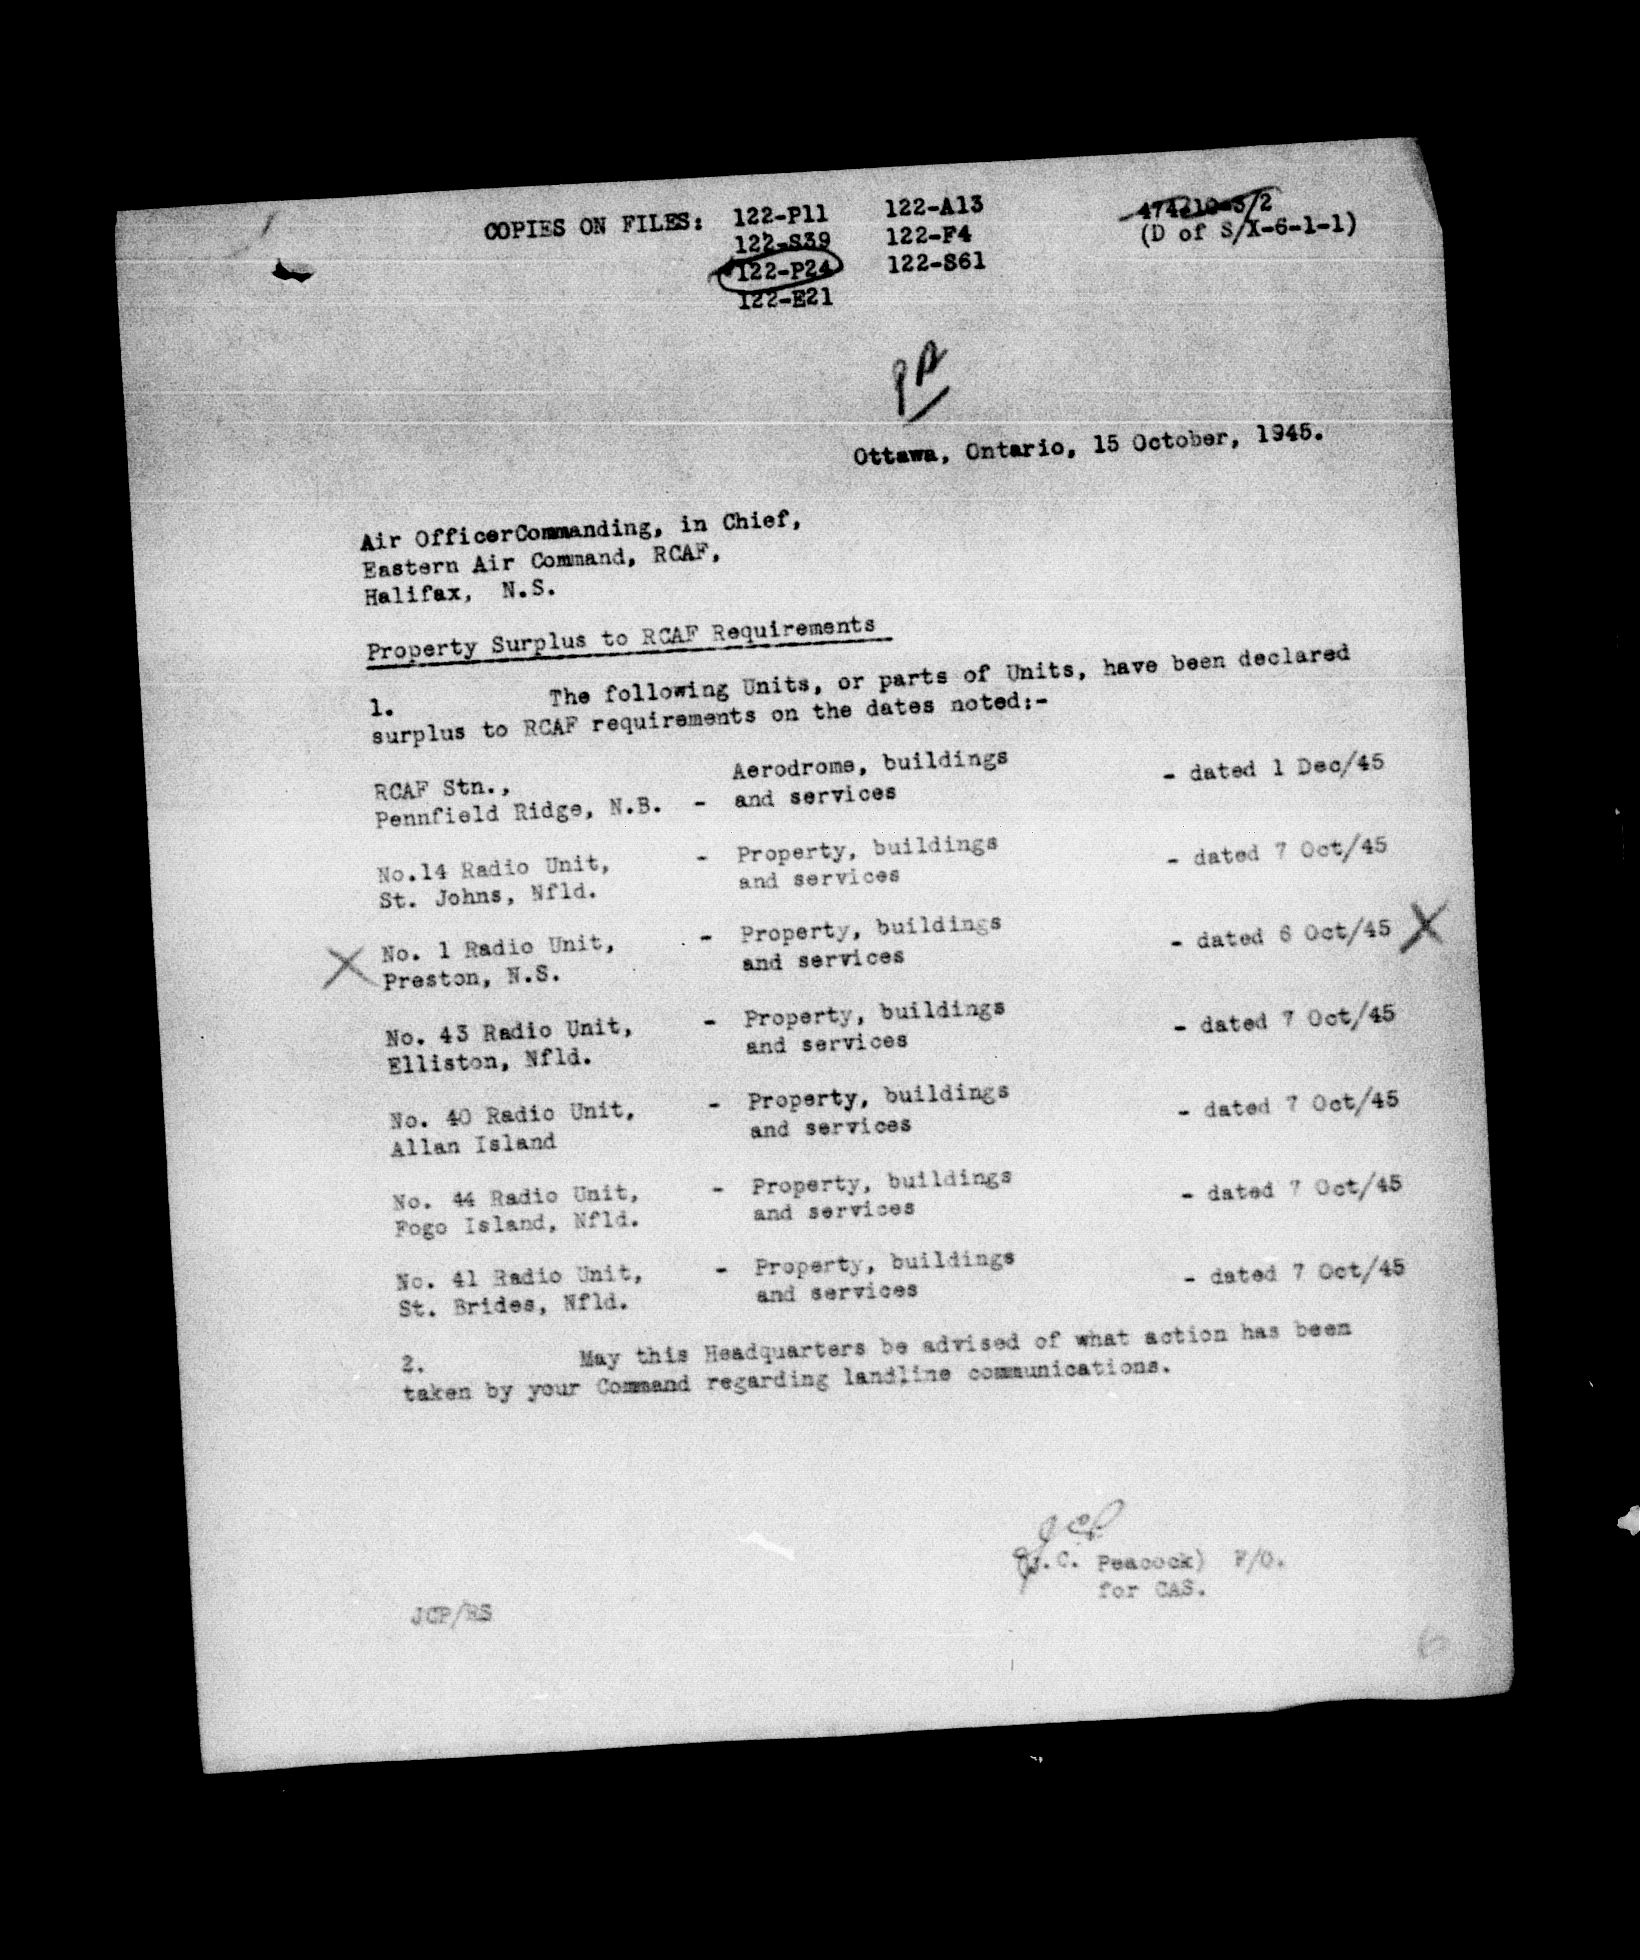 COPIES ON FILES: 122-P11 122-A13
122-S39 122-F4
122-P24 122-S61
122-E21
(D of S/X-6-1-1)
PA
Ottawa, Ontario, 15 October, 1945.
Air OfficerCommanding, in Chief,
Eastern Air Command, RCAF,
Halifax, N.S.
Property Surplus to RCAF Requirements
1. The following Units, or parts of Units, have been declared
surplus to RCAF requirements on the dates noted:-
RCAF Stn., Aerodrome, buildings - dated 1 Dec/45
Pennfield Ridge, N.B. - and services
No.14 Radio Unit, - Property, buildings - dated 7 Oct/45
St. Johns, Nfld. and services
X No. 1 Radio Unit, - Property, buildings - dated 6 Oct/45 X
Preston, N.S. and services
No. 43 Radio Unit, - Property, buildings - dated 7 Oct/45
Elliston, Nfld. and services
No. 40 Radio Unit, - Property, buildings - dated 7 Oct/45
Allan Island and services
No. 44 Radio Unit, - Property, buildings - dated 7 Oct/45
Fogo Island, Nfld. and services
No. 41 Radio Unit, - Property, buildings - dated 7 Oct/45
St. Brides, Nfld. and services
2. May this Headquarters be advised of what action has been
taken by your Command regarding landline communications.
(J.C. Peacock) F/O.
for CAS.
JCP/RS
6